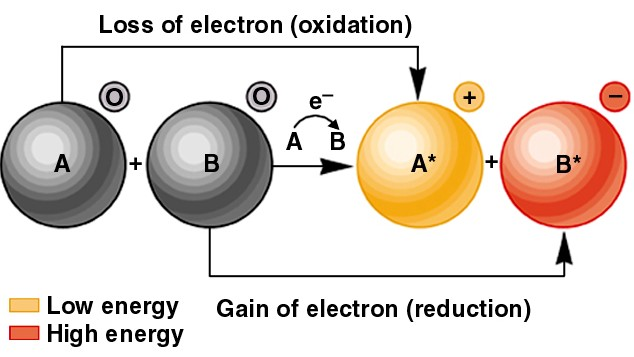 Loss of electron (oxidation)
O
O
+
−
e−
A B
A + B
A* + B*
Low energy
High energy
Gain of electron (reduction)